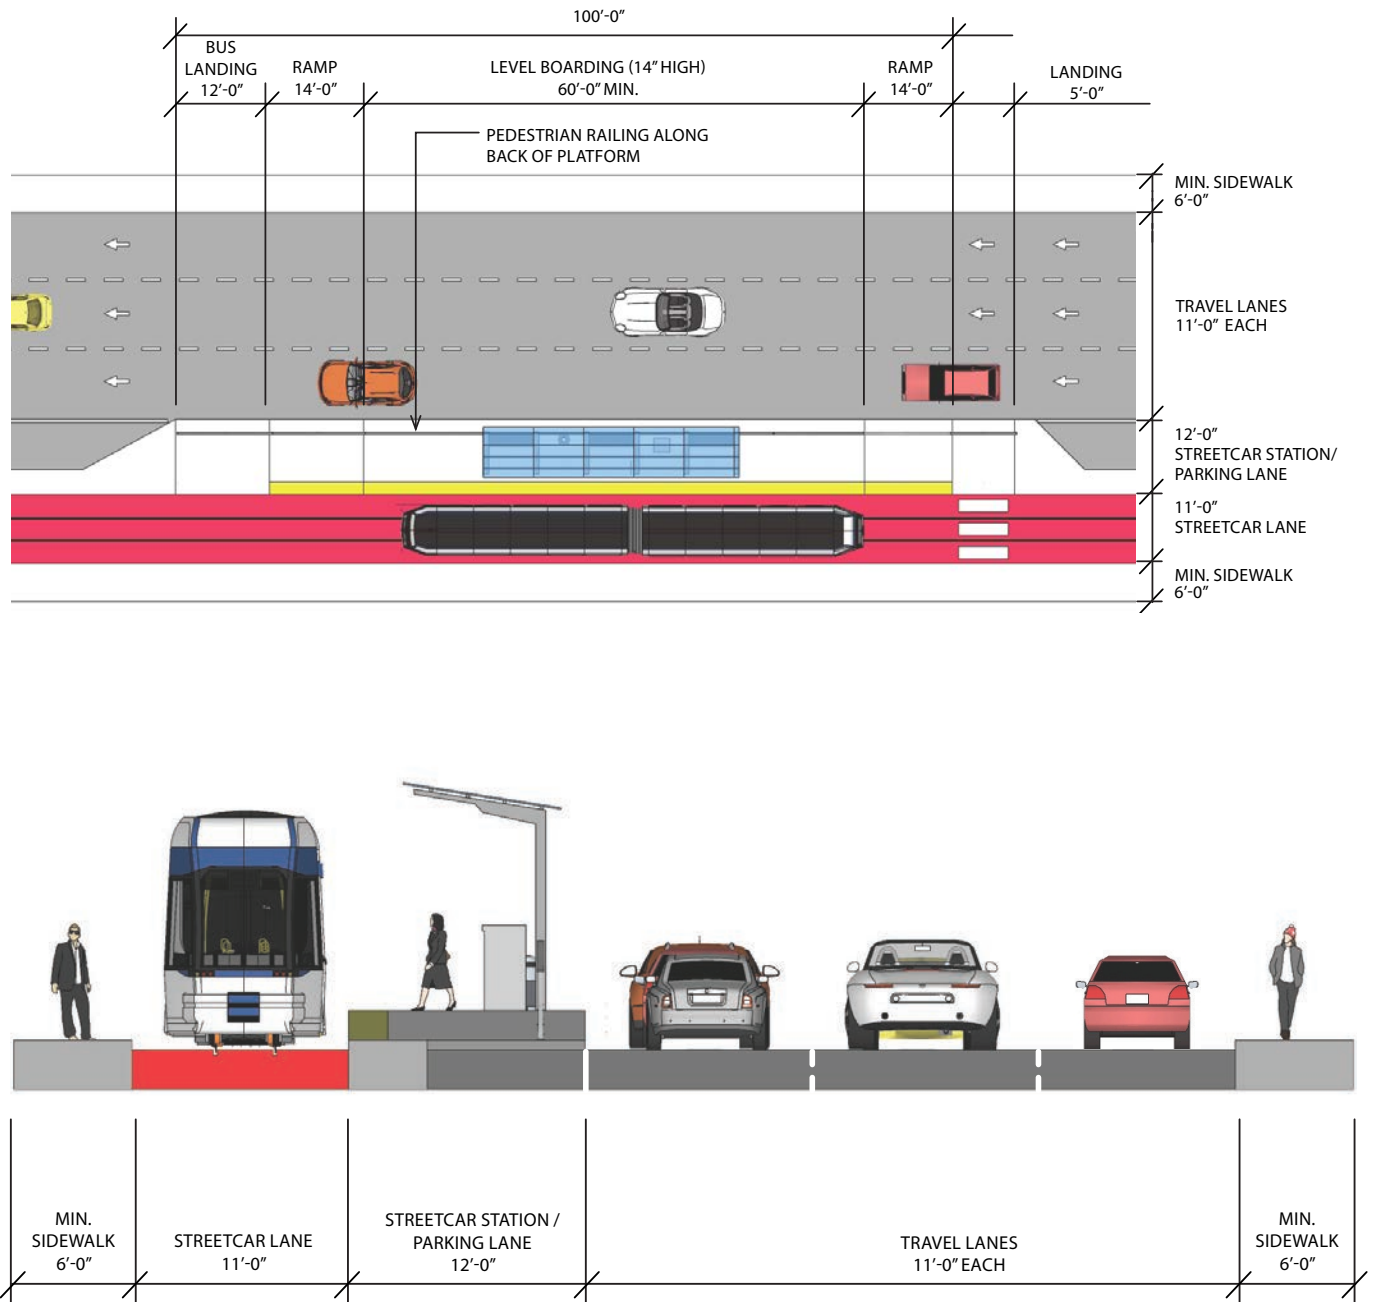 100'-0"
BUS
LANDING
12'-0"
RAMP
14'-0"
LEVEL BOARDING (14" HIGH)
60'-0" MIN.
RAMP
14'-0"
LANDING
5'-0"
PEDESTRIAN RAILING ALONG
BACK OF PLATFORM
MIN. SIDEWALK
6'-0"
TRAVEL LANES
11'-0" EACH
12'-0"
STREETCAR STATION/
PARKING LANE
11'-0"
STREETCAR LANE
MIN. SIDEWALK
6'-0"
MIN.
SIDEWALK
6'-0"
STREETCAR LANE
11'-0"
STREETCAR STATION /
PARKING LANE
12'-0"
TRAVEL LANES
11'-0" EACH
MIN.
SIDEWALK
6'-0"